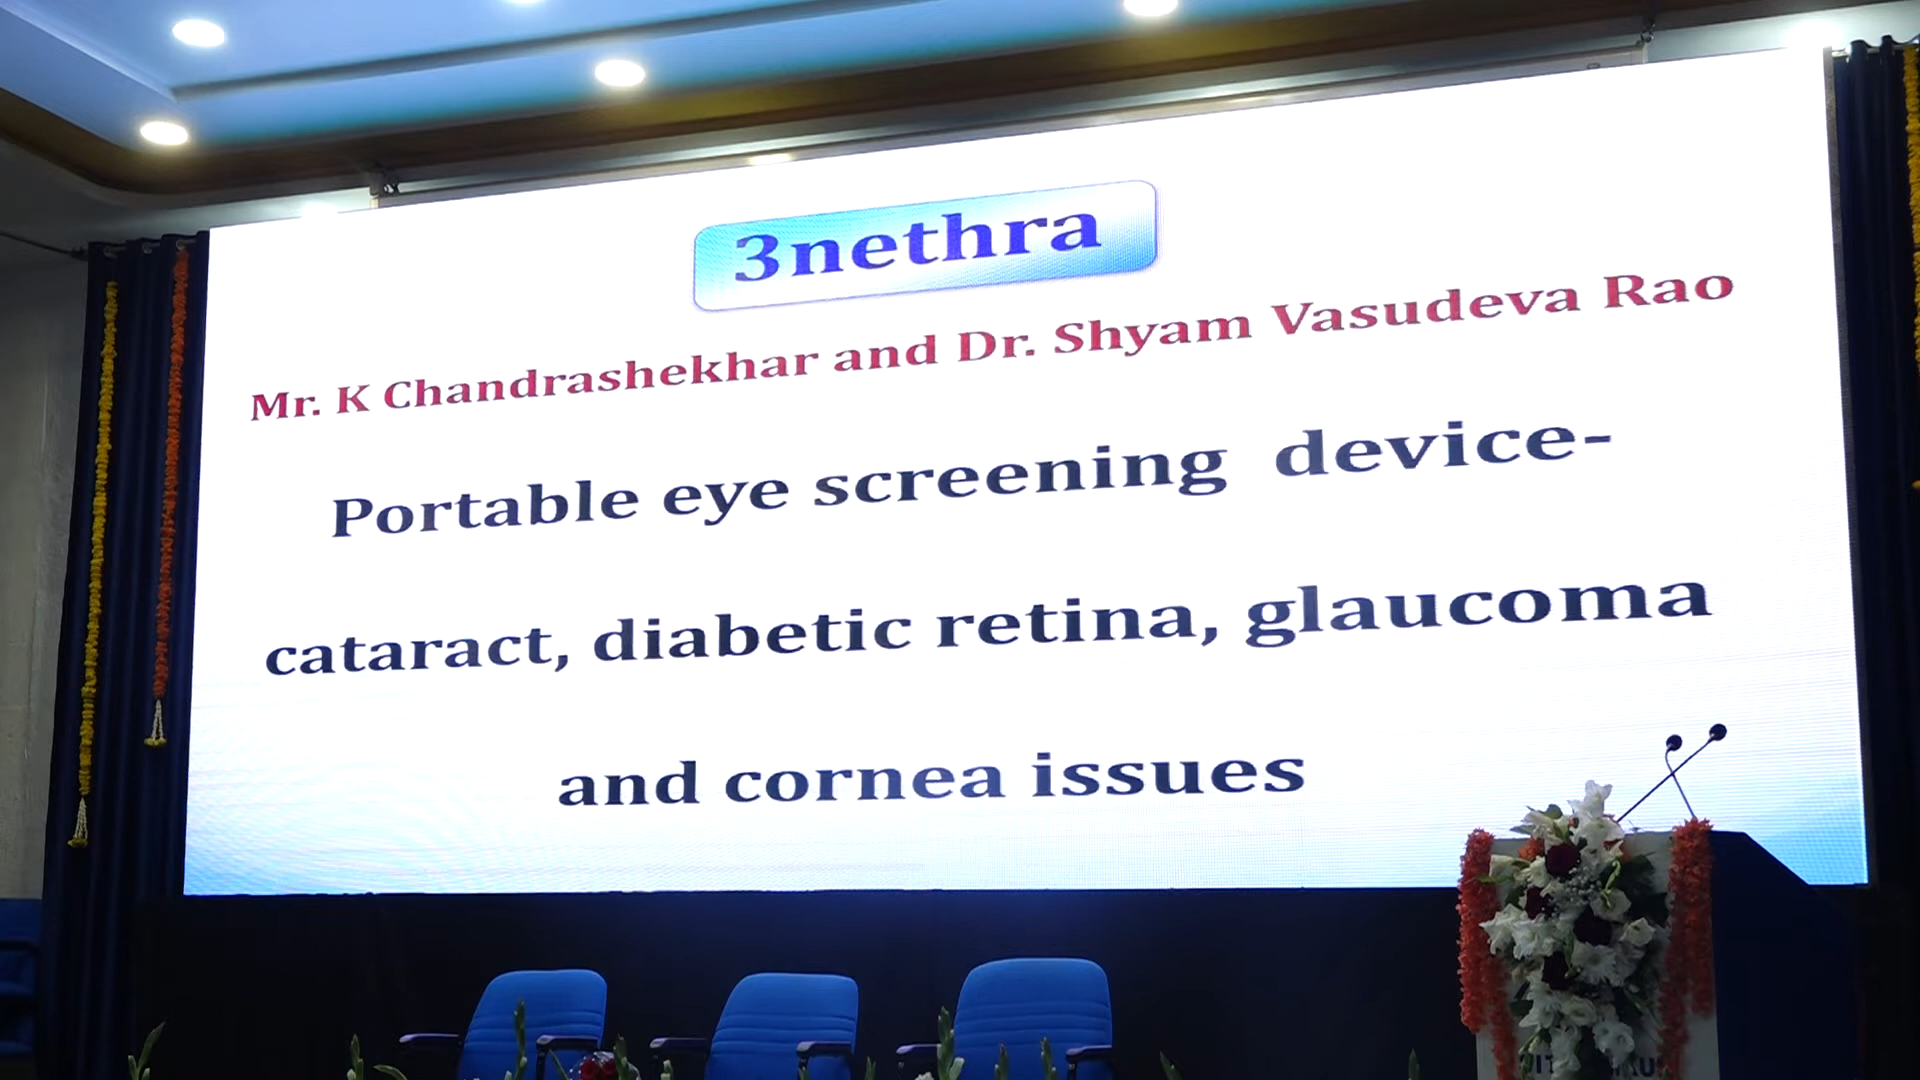 3nethra
Mr. K Chandrashekhar and Dr. Shyam Vasudeva Rao
Portable eye screening device-
cataract, diabetic retina, glaucoma
and cornea issues